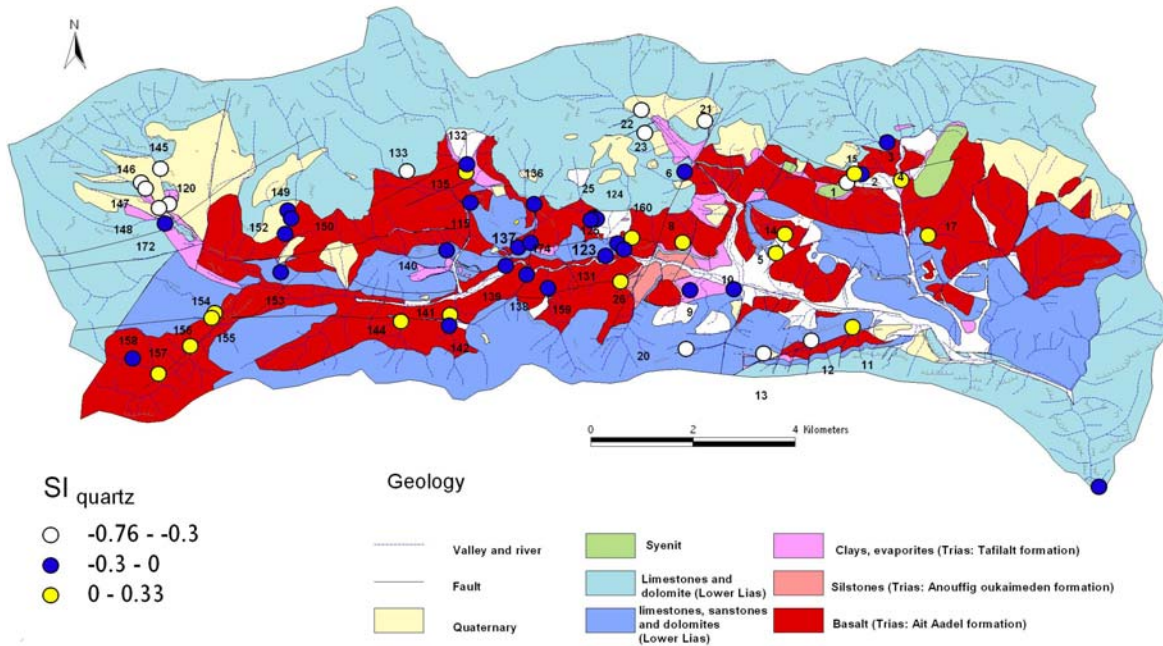 N
21
22
23
132
133
145
146
120
147
148
172
149
152
150
135
136
115
25
124
160
6
8
15
3
1
2
4
17
14
5
137
174
123
140
131
26
10
9
153
139
138
159
154
156
155
144
141
142
158
157
20
12
11
13
0 2 4 Kilometers
SI quartz
-0.76 - -0.3
-0.3 - 0
0 - 0.33
Geology
Valley and river
Fault
Quaternary
Syenit
Limestones and
dolomite (Lower Lias)
limestones, sanstones
and dolomites
(Lower Lias)
Clays, evaporites (Trias: Tafilalt formation)
Silstones (Trias: Anouffig oukaimeden formation)
Basalt (Trias: Ait Aadel formation)